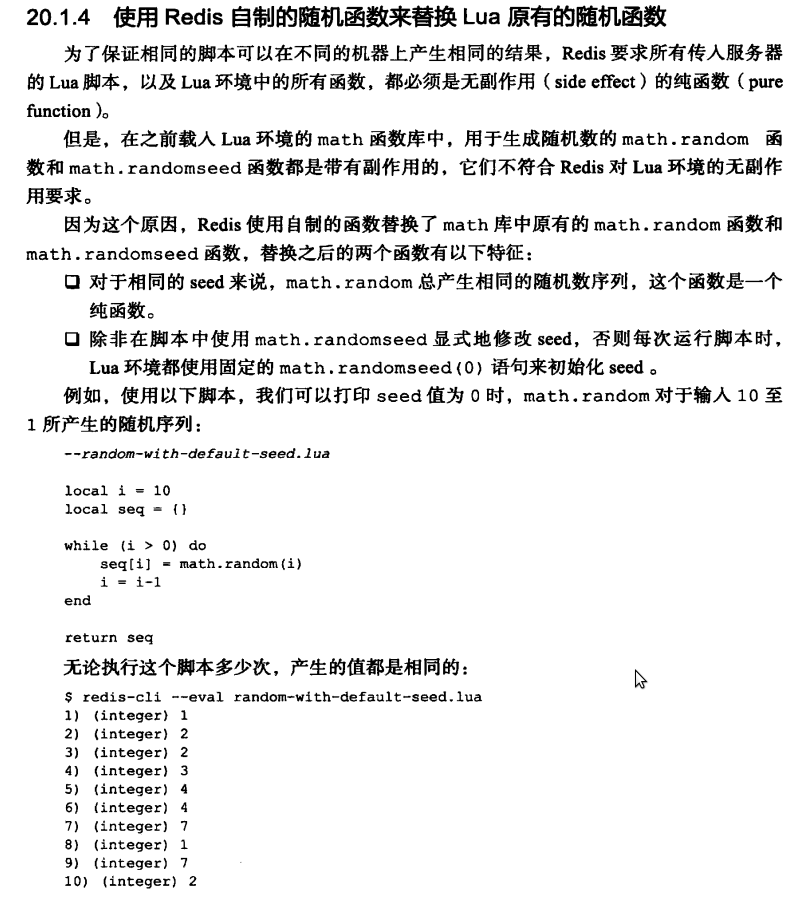 20.1.4 使用 Redis 自制的随机函数来替换 Lua 原有的随机函数
为了保证相同的脚本可以在不同的机器上产生相同的结果，Redis 要求所有传入服务器
的 Lua 脚本，以及 Lua 环境中的所有函数，都必须是无副作用（side effect）的纯函数（pure
function）。
但是，在之前载入 Lua 环境的 math 函数库中，用于生成随机数的 math.random 函
数和 math.randomseed 函数都是带有副作用的，它们不符合 Redis 对 Lua 环境的无副作
用要求。
因为这个原因，Redis 使用自制的函数替换了 math 库中原有的 math.random 函数和
math.randomseed 函数，替换之后的两个函数有以下特征：
❑ 对于相同的 seed 来说，math.random 总产生相同的随机数序列，这个函数是一个
纯函数。
❑ 除非在脚本中使用 math.randomseed 显式地修改 seed，否则每次运行脚本时，
Lua 环境都使用固定的 math.randomseed(0) 语句来初始化 seed 。
例如，使用以下脚本，我们可以打印 seed 值为 0 时，math.random 对于输入 10 至
1 所产生的随机序列：
--random-with-default-seed.lua
local i = 10
local seq = {}
while (i > 0) do
seq[i] = math.random(i)
i = i-1
end
return seq
无论执行这个脚本多少次，产生的值都是相同的：
$ redis-cli --eval random-with-default-seed.lua
1) (integer) 1
2) (integer) 2
3) (integer) 2
4) (integer) 3
5) (integer) 4
6) (integer) 4
7) (integer) 7
8) (integer) 1
9) (integer) 7
10) (integer) 2